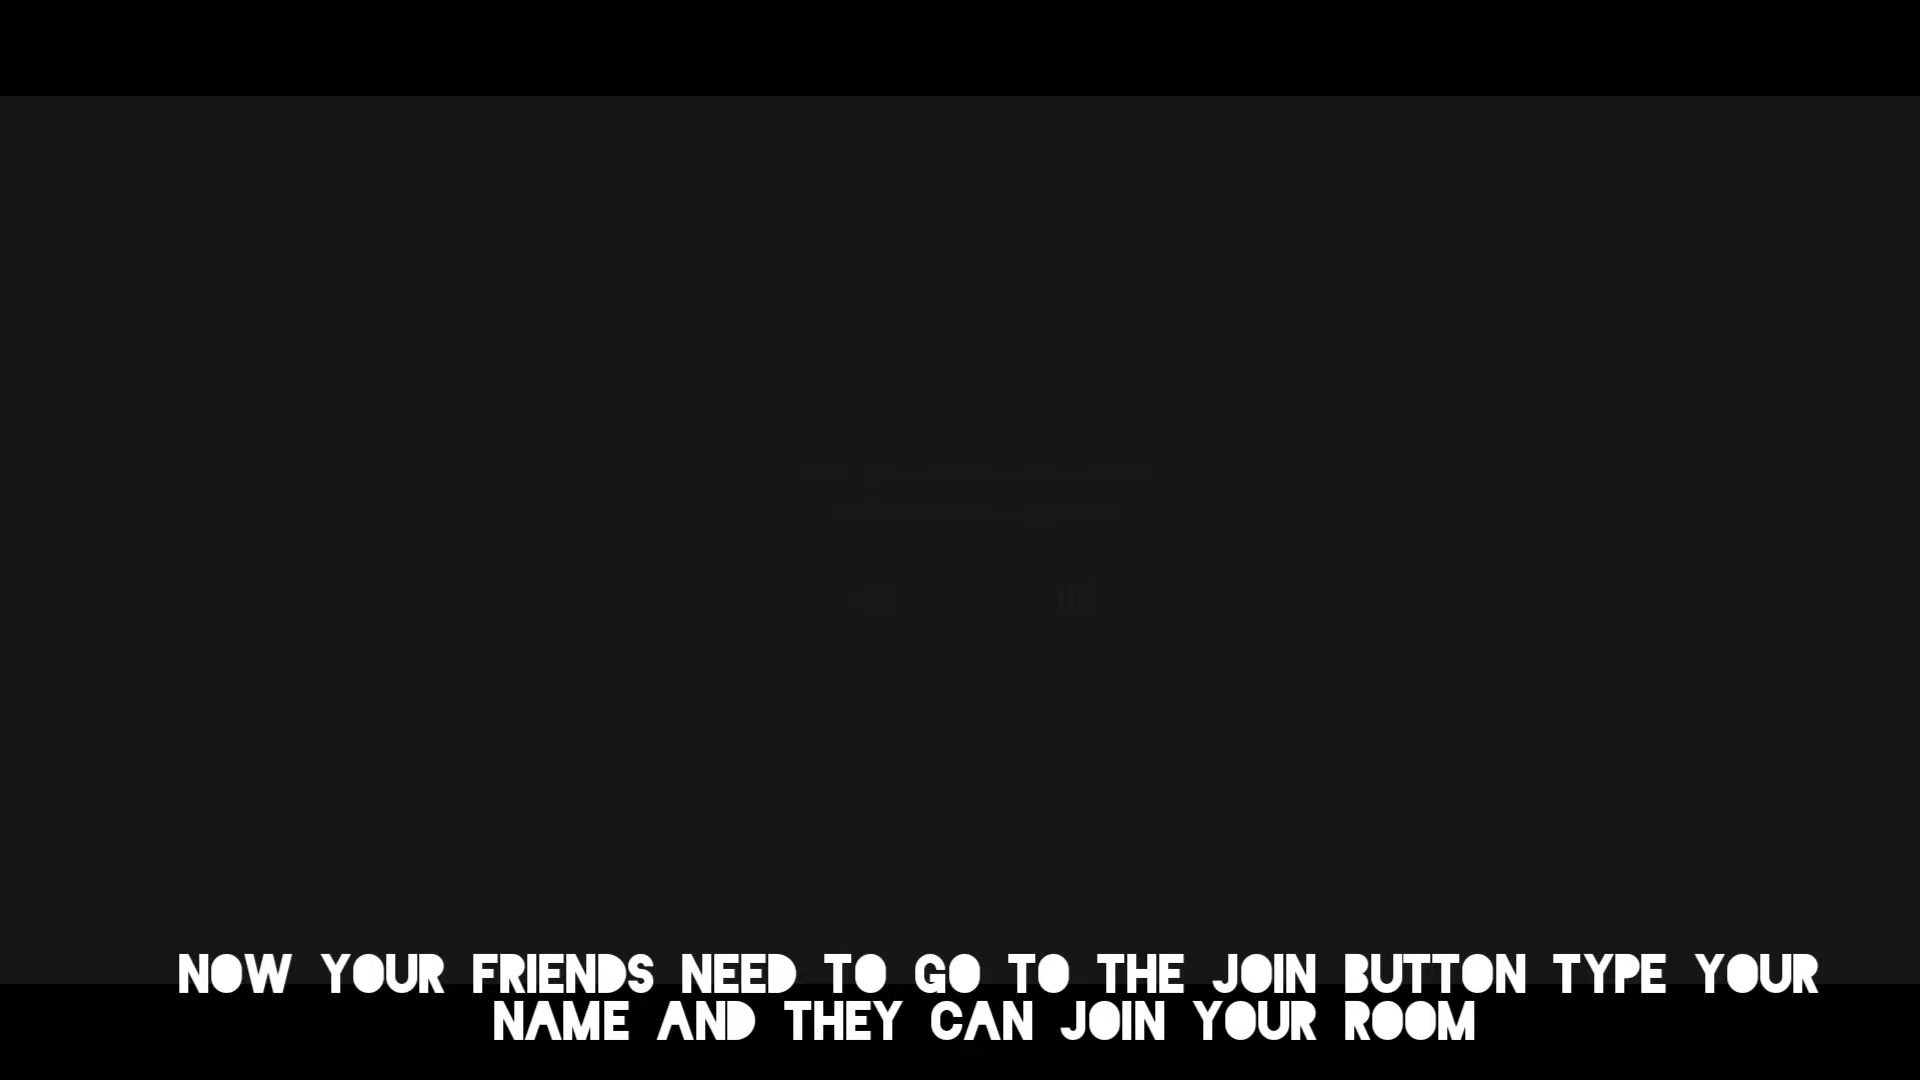 NOW YOUR FRIENDS NEED TO GO TO THE JOIN BUTTON TYPE YOUR
NAME AND THEY CAN JOIN YOUR ROOM